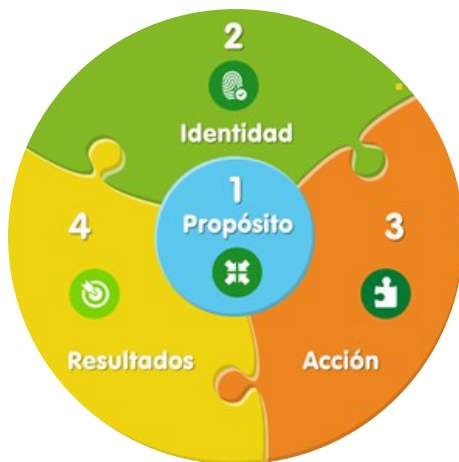 2
Identidad
1
Propósito
4
3
Resultados
Acción